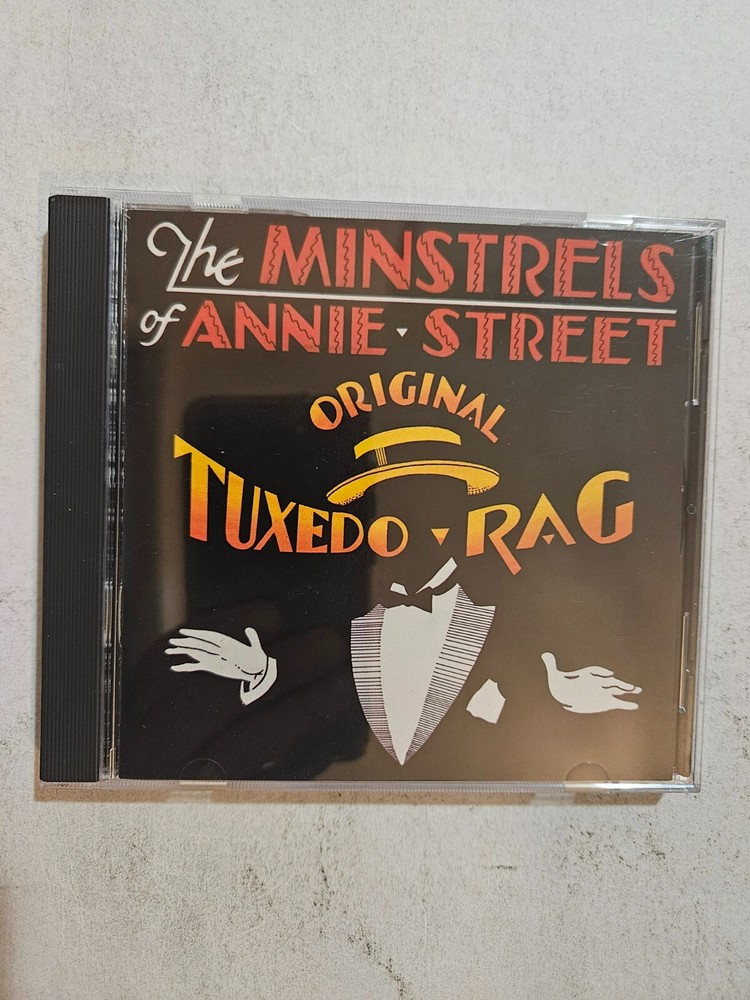 The MINSTRELS
of ANNIE STREET
ORIGINAL
TUXEDO RAG